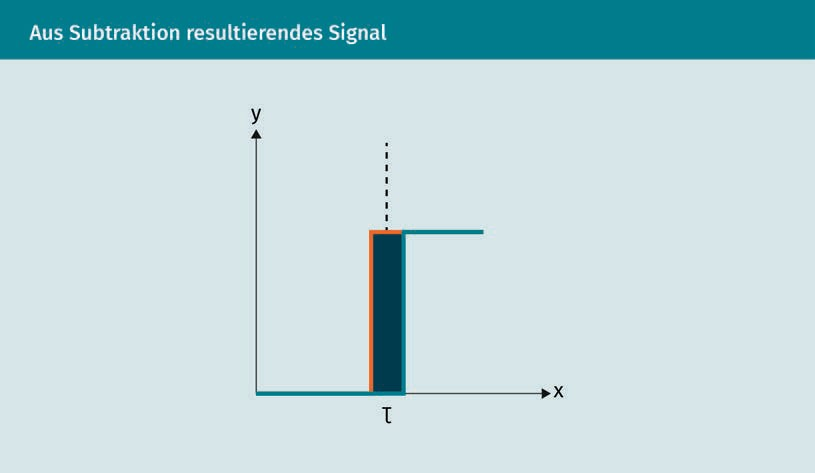 Aus Subtraktion resultierendes Signal
y
x
τ